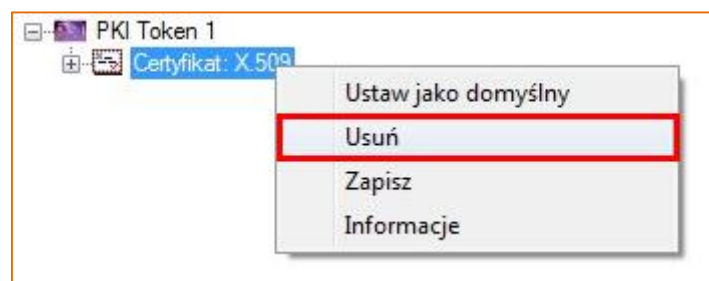 PKI Token 1
Certyfikat: X.509
Ustaw jako domyślny
Usuń
Zapisz
Informacje